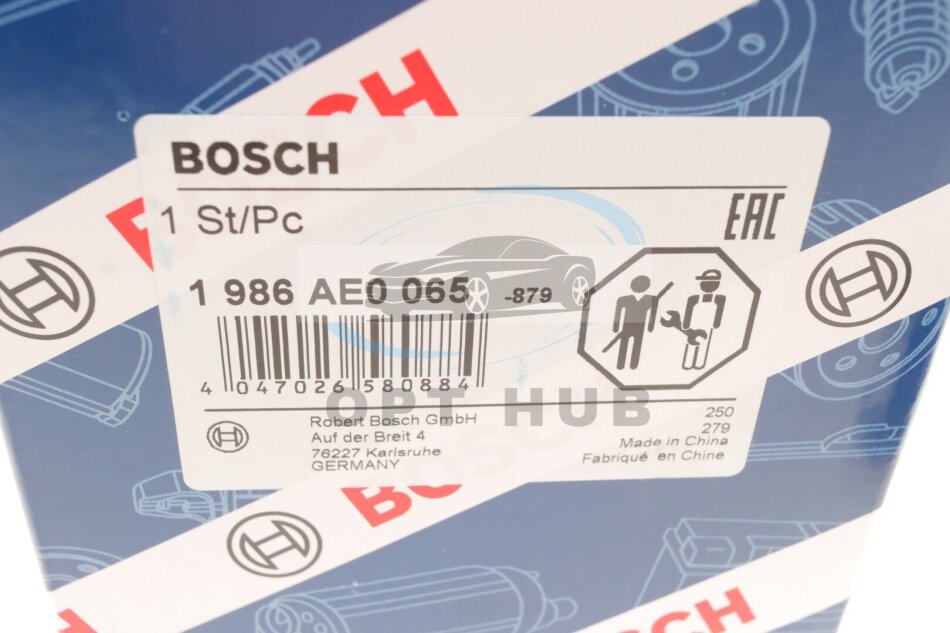 BOSCH
BOSCH
1 St/Pc
EAC
1 986 AE0 065 -879
4 047026 580884
OPT HUB
Robert Bosch GmbH
Auf der Breit 4
76227 Karlsruhe
GERMANY
250
279
Made in China
Fabriqué en Chine
BOSCH
BOSCH